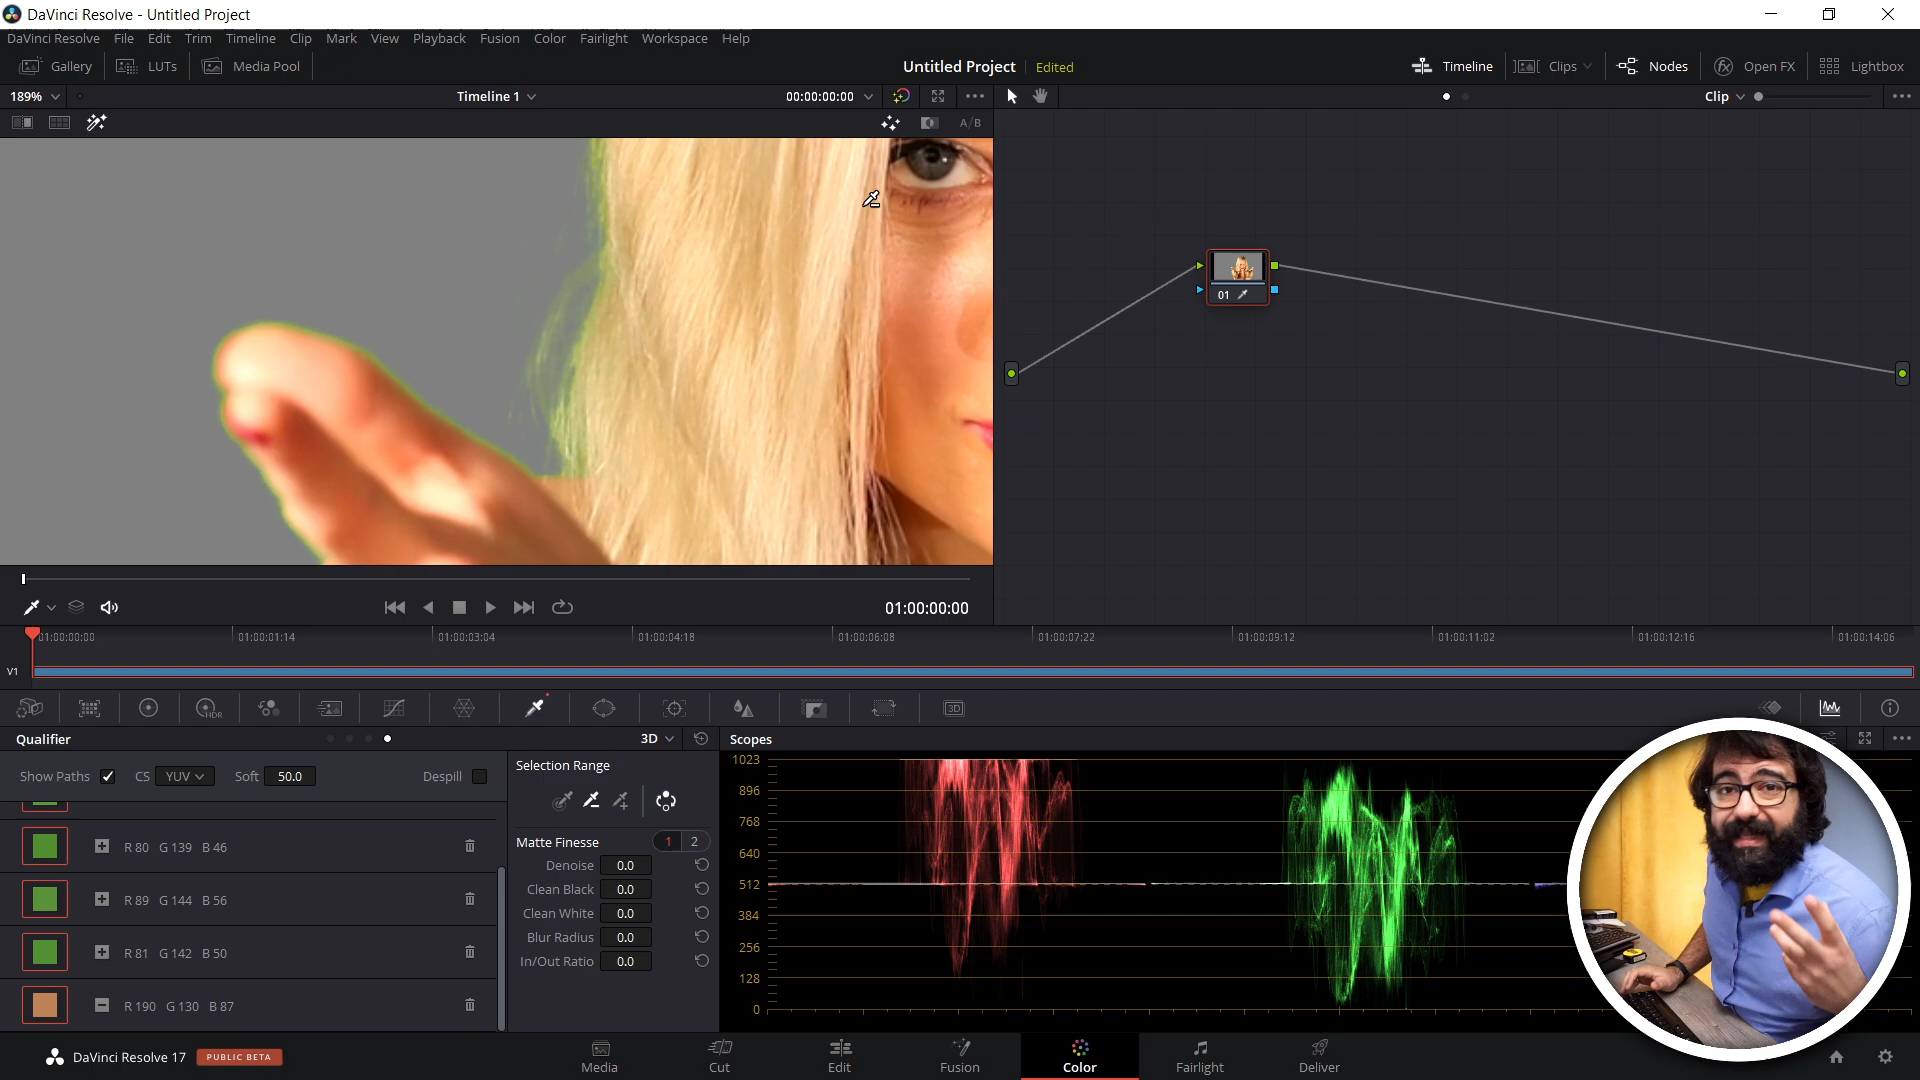 DaVinci Resolve - Untitled Project
DaVinci Resolve File Edit Trim Timeline Clip Mark View Playback Fusion Color Fairlight Workspace Help
Gallery LUTs Media Pool Untitled Project Edited Timeline Clips Nodes Open FX Lightbox
189% Timeline 1 00:00:00:00 Clip
A/B
01
01:00:00:00
01:00:00:00 01:00:01:14 01:00:03:04 01:00:04:18 01:00:06:08 01:00:07:22 01:00:09:12 01:00:11:02 01:00:12:16 01:00:14:06
V1
HDR 3D
Qualifier 3D Scopes
Show Paths CS YUV Soft 50.0 Despill
Selection Range
R 80 G 139 B 46
R 89 G 144 B 56
R 81 G 142 B 50
R 190 G 130 B 87
Matte Finesse 1 2
Denoise 0.0
Clean Black 0.0
Clean White 0.0
Blur Radius 0.0
In/Out Ratio 0.0
1023
896
768
640
512
384
256
128
0
DaVinci Resolve 17 PUBLIC BETA
Media Cut Edit Fusion Color Fairlight Deliver